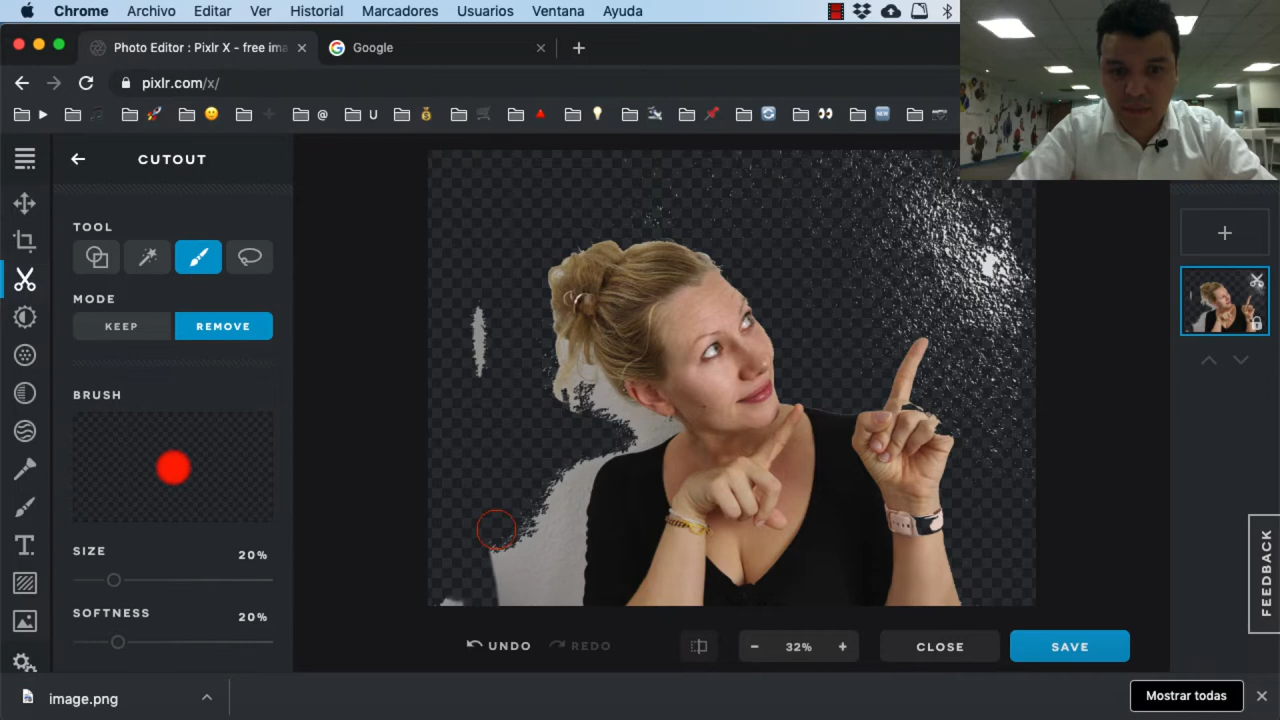 Chrome Archivo Editar Ver Historial Marcadores Usuarios Ventana Ayuda
Photo Editor : Pixlr X - free ima
Google
pixlr.com/x/
@
U
CUTOUT
TOOL
MODE
KEEP REMOVE
BRUSH
SIZE 20%
SOFTNESS 20%
UNDO REDO 32% CLOSE SAVE
FEEDBACK
image.png
Mostrar todas